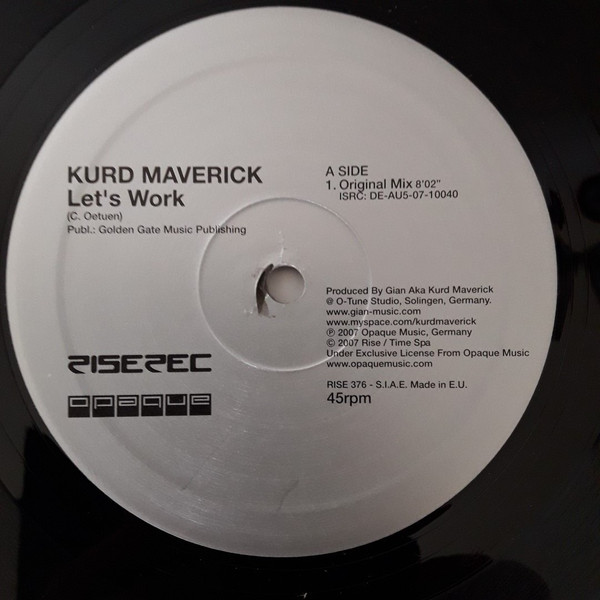 KURD MAVERICK
Let's Work
(C. Oetuen)
Publ.: Golden Gate Music Publishing
A SIDE
1. Original Mix 8'02"
ISRC: DE-AU5-07-10040
Produced By Gian Aka Kurd Maverick
@ O-Tune Studio, Solingen, Germany.
www.gian-music.com
www.myspace.com/kurdmaverick
℗ 2007 Opaque Music, Germany
© 2007 Rise / Time Spa
Under Exclusive License From Opaque Music
www.opaquemusic.com
RISEREC
opaque
RISE 376 - S.I.A.E. Made in E.U.
45rpm